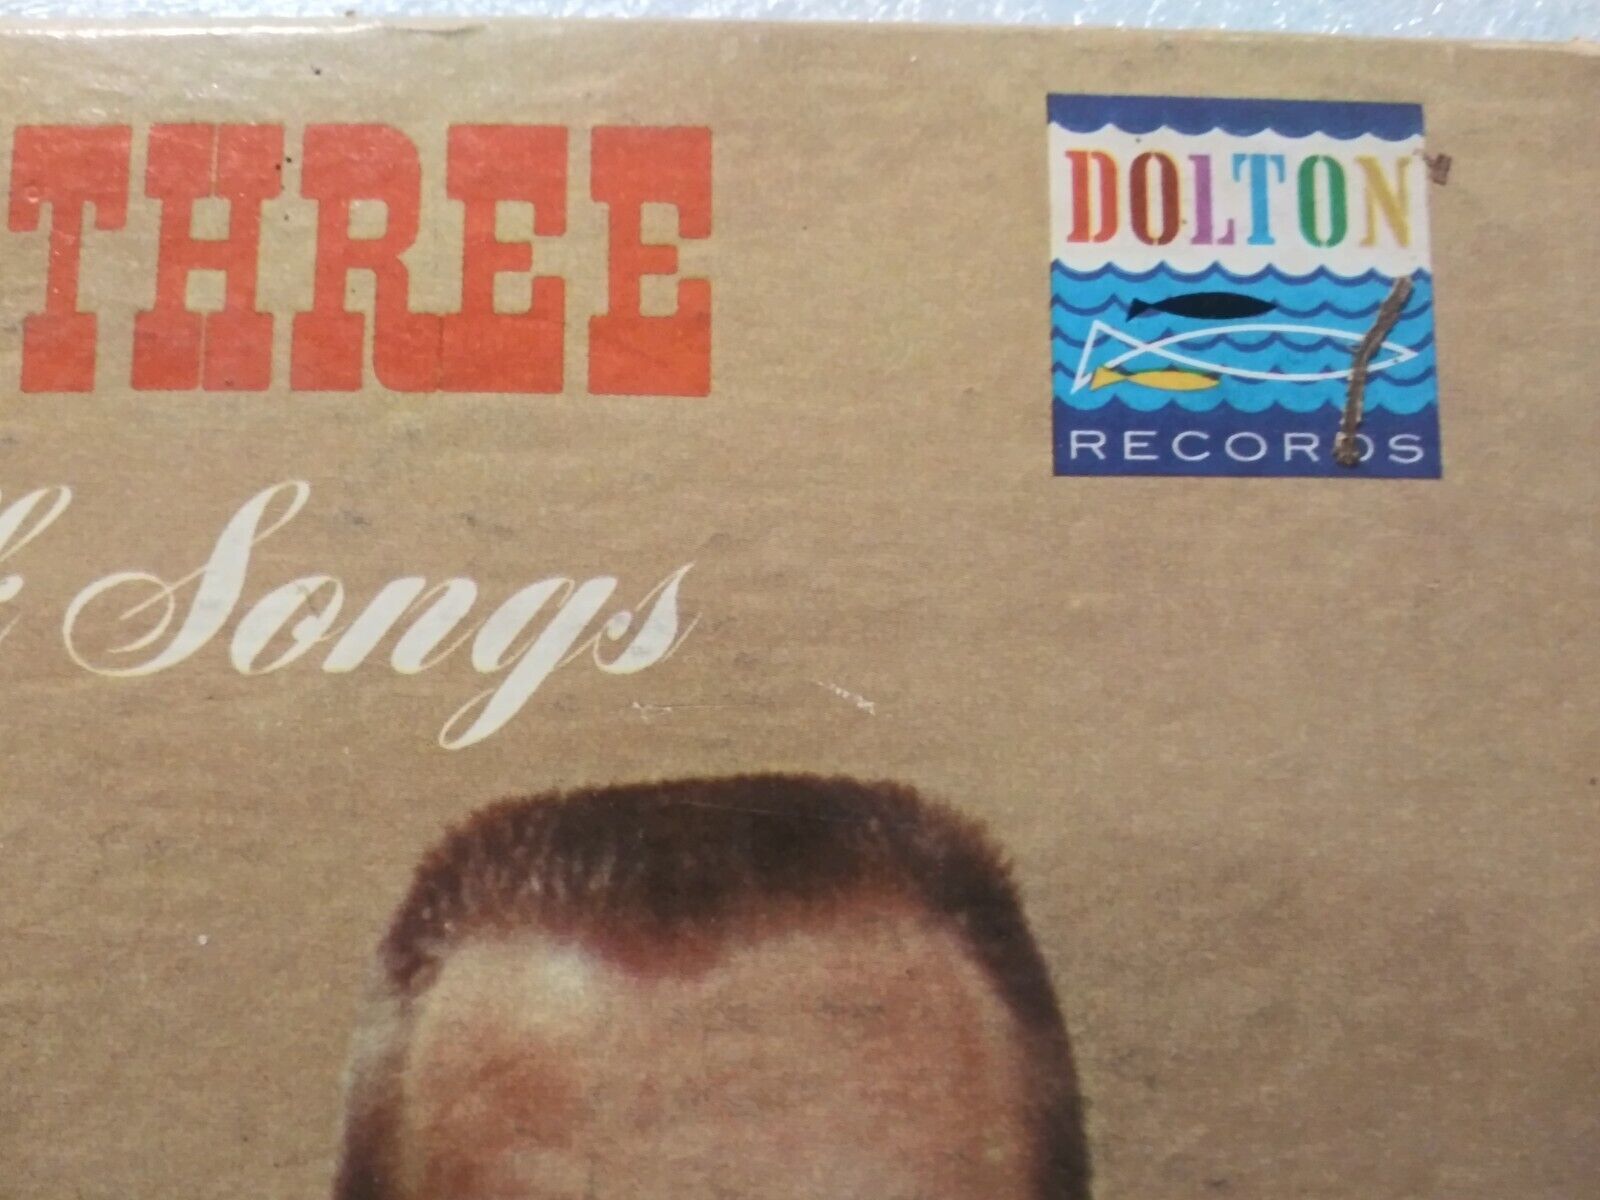 THREE
DOLTON
RECORDS
k Songs